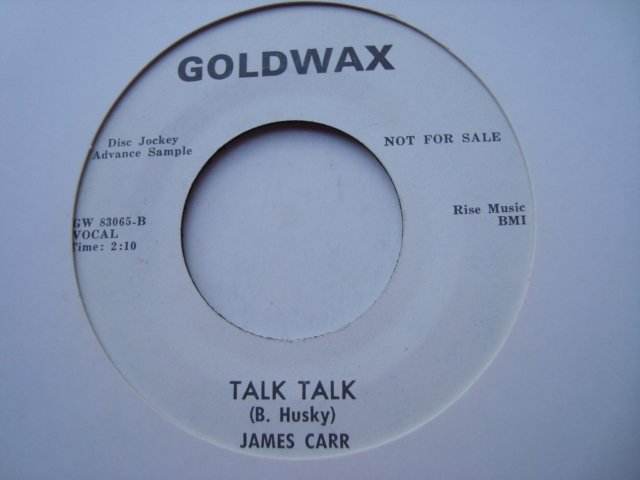 GOLDWAX
Disc Jockey
Advance Sample
NOT FOR SALE
GW 83065-B
VOCAL
Time: 2:10
Rise Music
BMI
TALK TALK
(B. Husky)
JAMES CARR